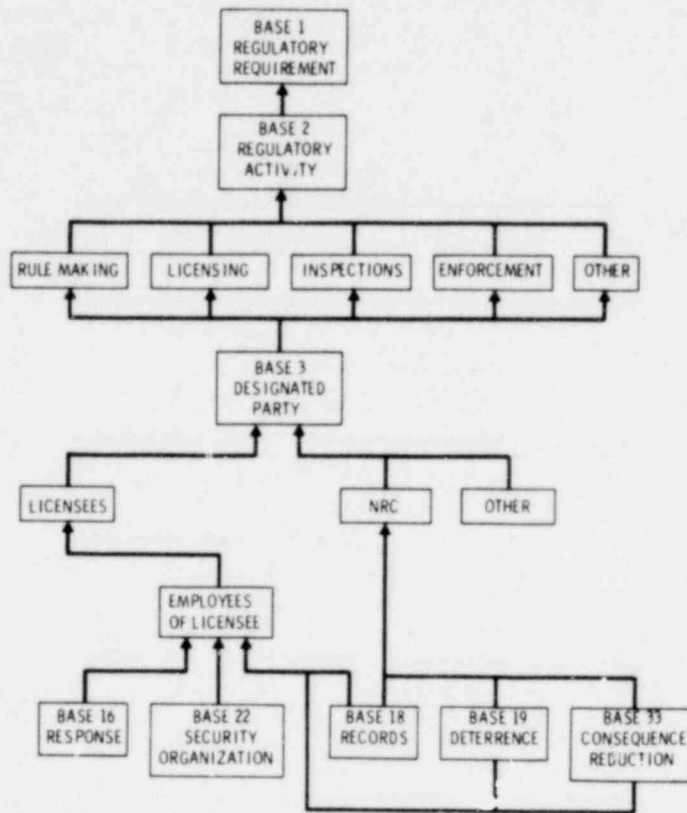 BASE 1
REGULATORY
REQUIREMENT
BASE 2
REGULATORY
ACTIVITY
RULE MAKING
LICENSING
INSPECTIONS
ENFORCEMENT
OTHER
BASE 3
DESIGNATED
PARTY
LICENSEES
NRC
OTHER
EMPLOYEES
OF LICENSEE
BASE 16
RESPONSE
BASE 22
SECURITY
ORGANIZATION
BASE 18
RECORDS
BASE 19
DETERRENCE
BASE 33
CONSEQUENCE
REDUCTION